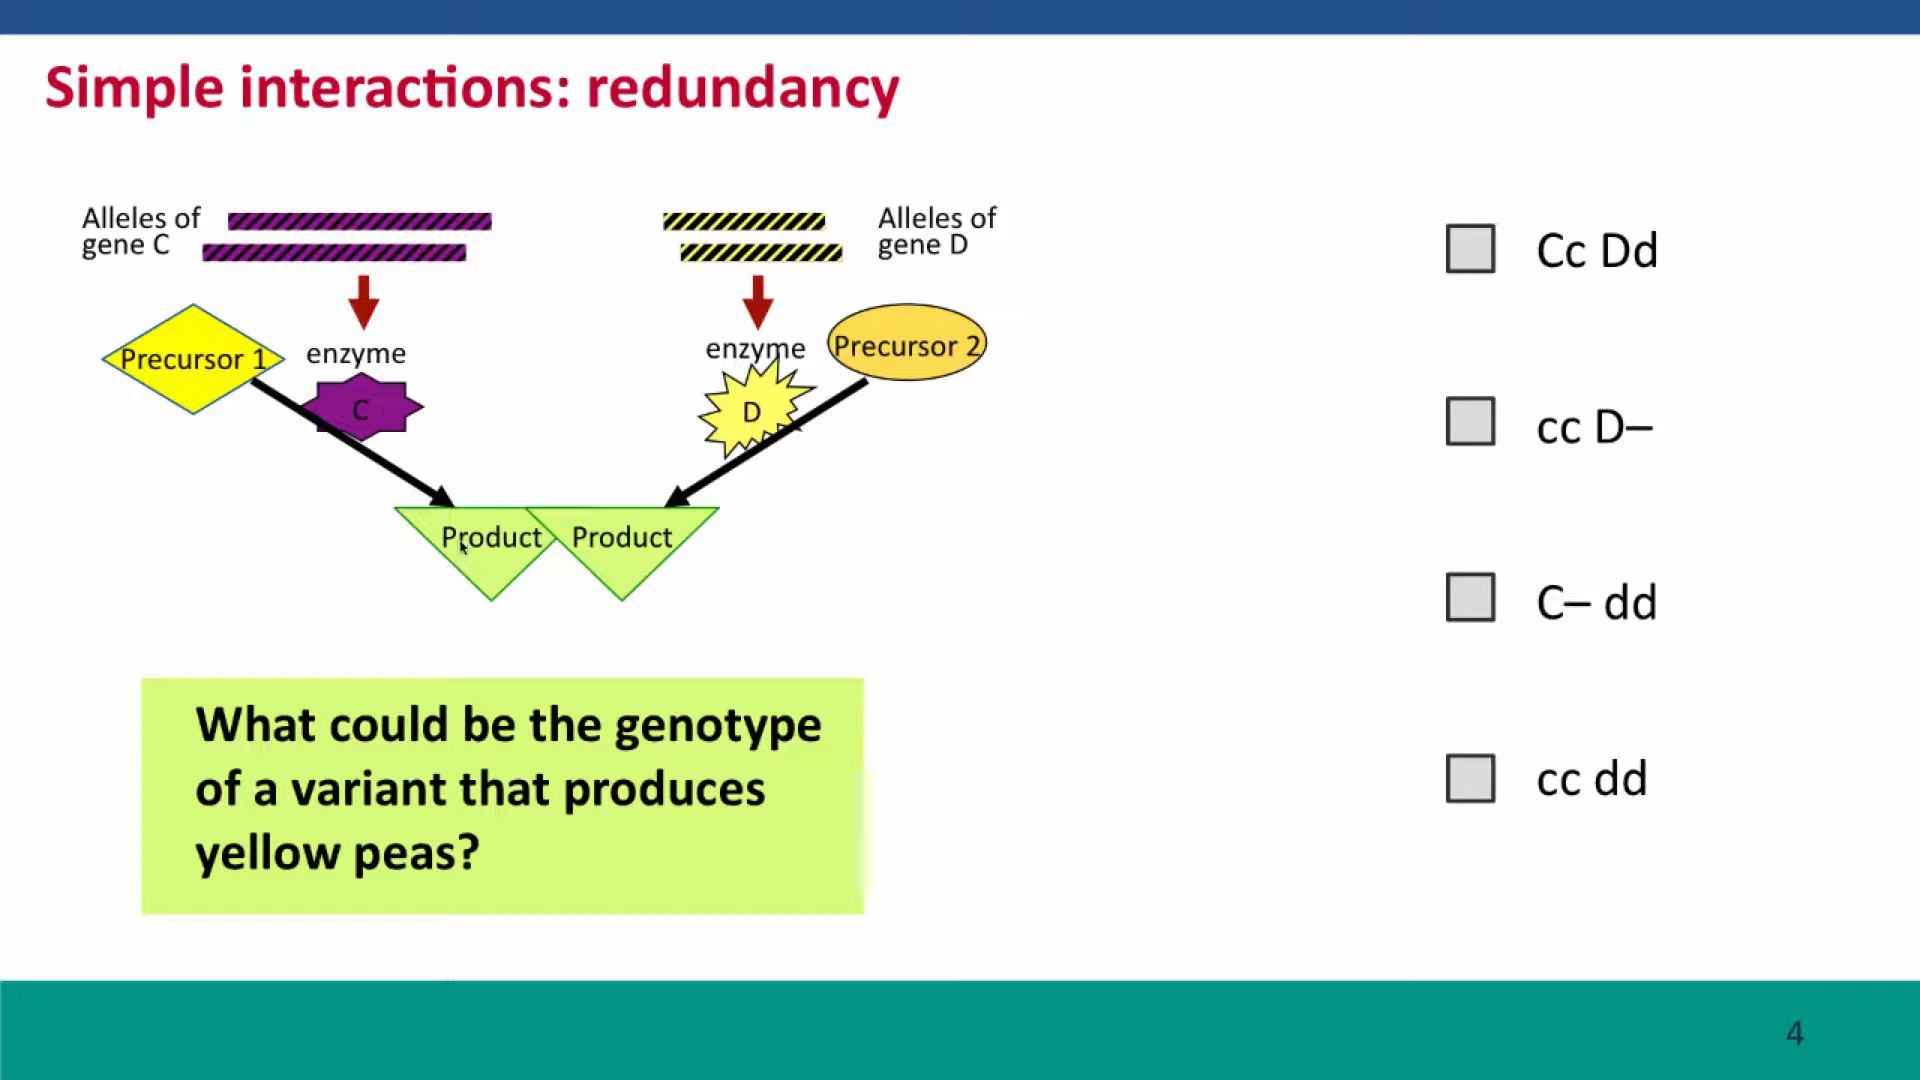 Simple interactions: redundancy
Alleles of
gene C
Alleles of
gene D
Precursor 1
enzyme
C
enzyme
D
Precursor 2
Product
Product
What could be the genotype
of a variant that produces
yellow peas?
Cc Dd
cc D–
C– dd
cc dd
4